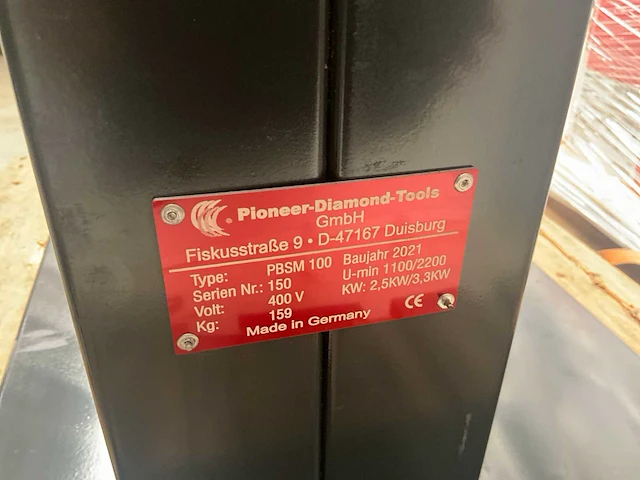 Pioneer-Diamond-Tools
GmbH
Fiskusstraße 9 • D-47167 Duisburg
Type: PBSM 100 Baujahr 2021
Serien Nr.: 150 U-min 1100/2200
Volt: 400 V KW: 2,5KW/3,3KW
Kg: 159 CE
Made in Germany